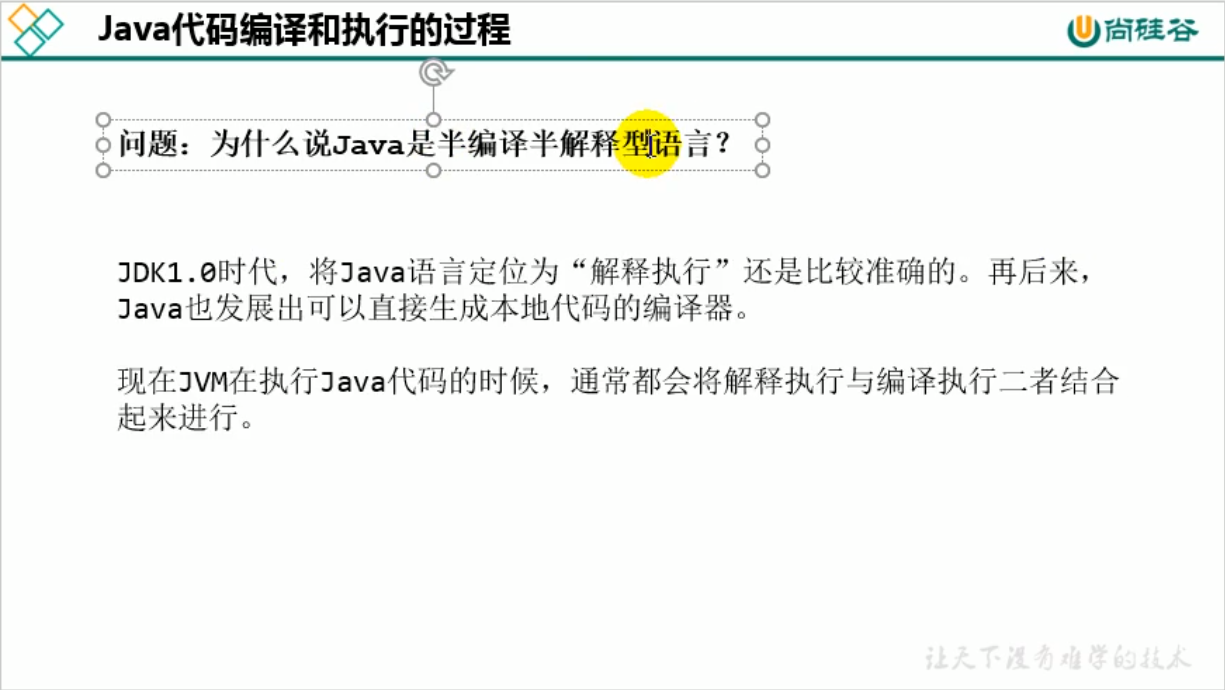 Java代码编译和执行的过程
尚硅谷
问题：为什么说Java是半编译半解释型语言？
JDK1.0时代，将Java语言定位为“解释执行”还是比较准确的。再后来，
Java也发展出可以直接生成本地代码的编译器。
现在JVM在执行Java代码的时候，通常都会将解释执行与编译执行二者结合
起来进行。
让天下没有难学的技术